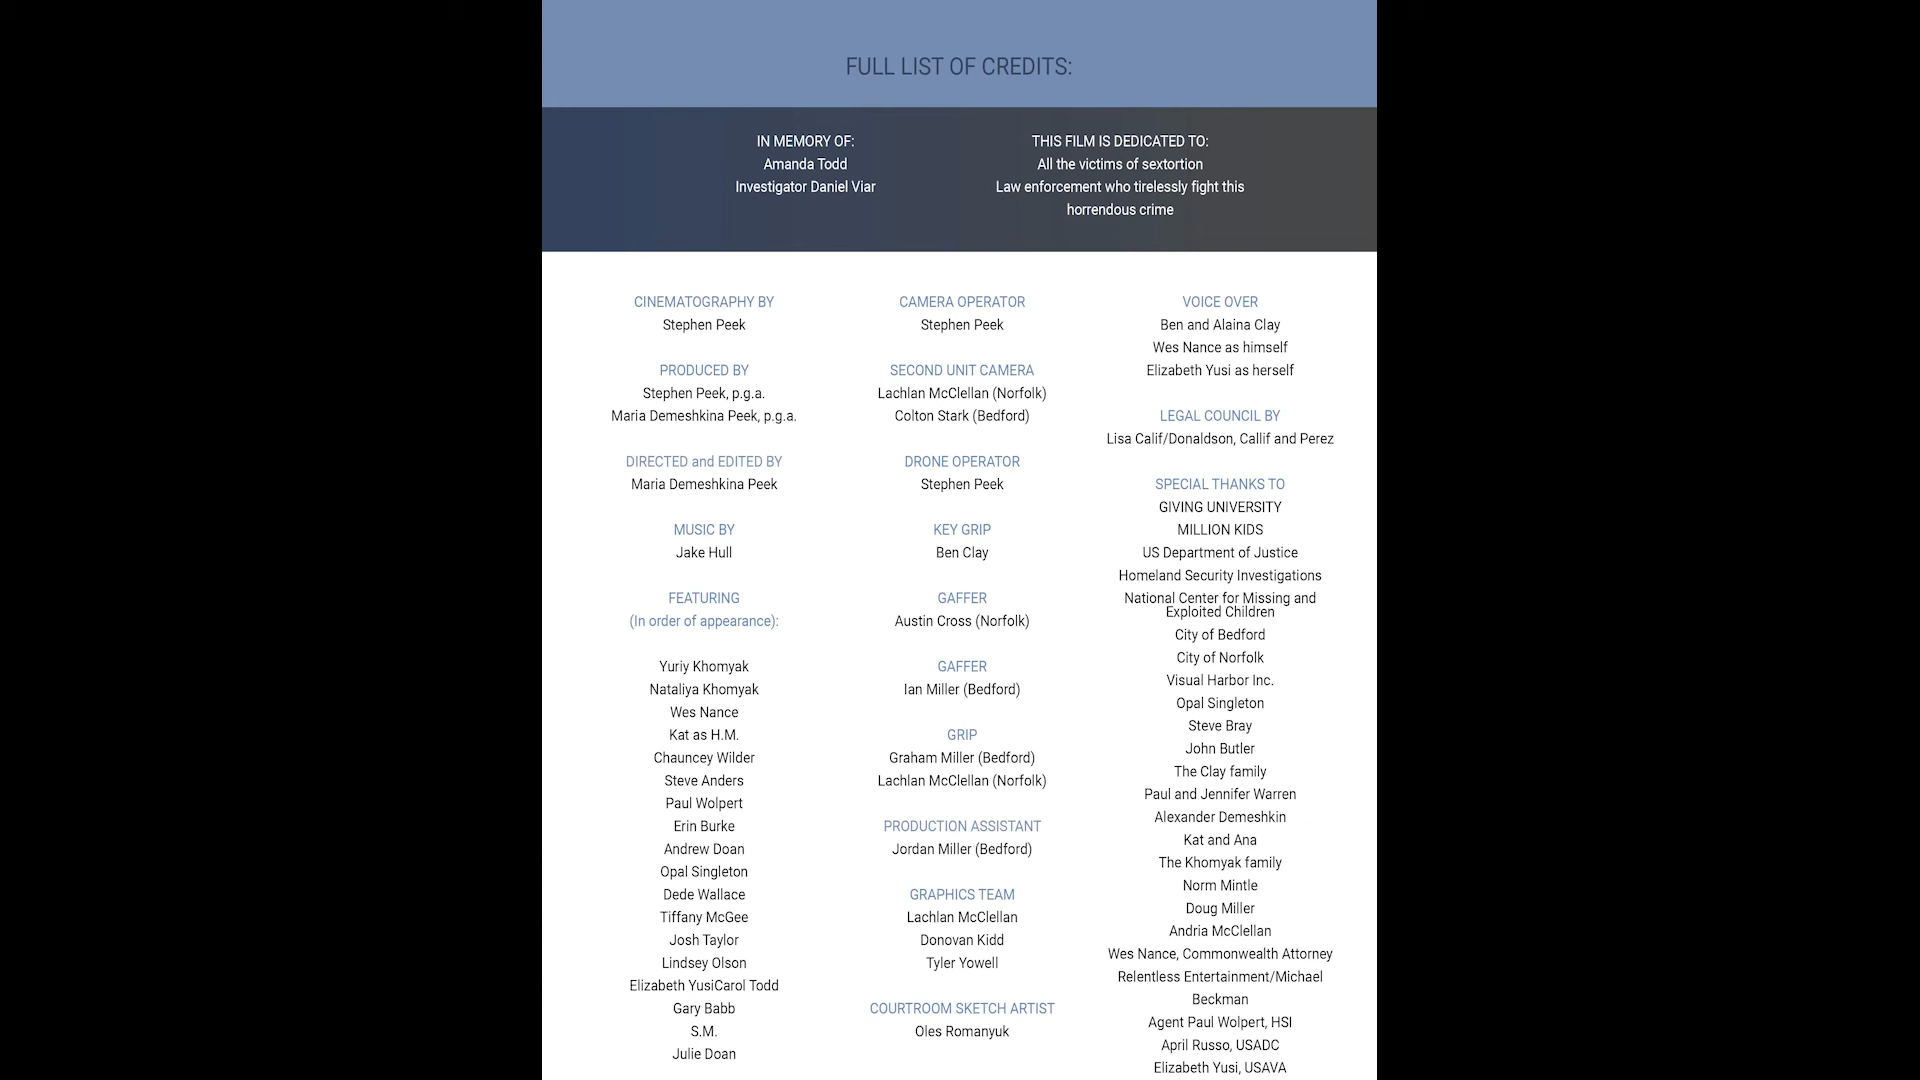 FULL LIST OF CREDITS:
IN MEMORY OF:
Amanda Todd
Investigator Daniel Viar
THIS FILM IS DEDICATED TO:
All the victims of sextortion
Law enforcement who tirelessly fight this
horrendous crime
CINEMATOGRAPHY BY
Stephen Peek
PRODUCED BY
Stephen Peek, p.g.a.
Maria Demeshkina Peek, p.g.a.
DIRECTED and EDITED BY
Maria Demeshkina Peek
MUSIC BY
Jake Hull
FEATURING
(In order of appearance):
Yuriy Khomyak
Nataliya Khomyak
Wes Nance
Kat as H.M.
Chauncey Wilder
Steve Anders
Paul Wolpert
Erin Burke
Andrew Doan
Opal Singleton
Dede Wallace
Tiffany McGee
Josh Taylor
Lindsey Olson
Elizabeth YusiCarol Todd
Gary Babb
S.M.
Julie Doan
CAMERA OPERATOR
Stephen Peek
SECOND UNIT CAMERA
Lachlan McClellan (Norfolk)
Colton Stark (Bedford)
DRONE OPERATOR
Stephen Peek
KEY GRIP
Ben Clay
GAFFER
Austin Cross (Norfolk)
GAFFER
Ian Miller (Bedford)
GRIP
Graham Miller (Bedford)
Lachlan McClellan (Norfolk)
PRODUCTION ASSISTANT
Jordan Miller (Bedford)
GRAPHICS TEAM
Lachlan McClellan
Donovan Kidd
Tyler Yowell
COURTROOM SKETCH ARTIST
Oles Romanyuk
VOICE OVER
Ben and Alaina Clay
Wes Nance as himself
Elizabeth Yusi as herself
LEGAL COUNCIL BY
Lisa Calif/Donaldson, Callif and Perez
SPECIAL THANKS TO
GIVING UNIVERSITY
MILLION KIDS
US Department of Justice
Homeland Security Investigations
National Center for Missing and
Exploited Children
City of Bedford
City of Norfolk
Visual Harbor Inc.
Opal Singleton
Steve Bray
John Butler
The Clay family
Paul and Jennifer Warren
Alexander Demeshkin
Kat and Ana
The Khomyak family
Norm Mintle
Doug Miller
Andria McClellan
Wes Nance, Commonwealth Attorney
Relentless Entertainment/Michael
Beckman
Agent Paul Wolpert, HSI
April Russo, USADC
Elizabeth Yusi, USAVA